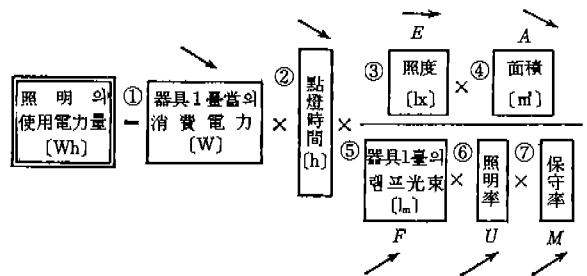 E A
照明의
使用電力量
[Wh]
①
－
器具1臺當의
消費電力
[W]
×
②
點燈時間
[h]
×
③
照度
[lx]
×
④
面積
[㎡]
⑤
器具1臺의
램프光束
[lm]
×
⑥
照明率
×
⑦
保守率
F U M